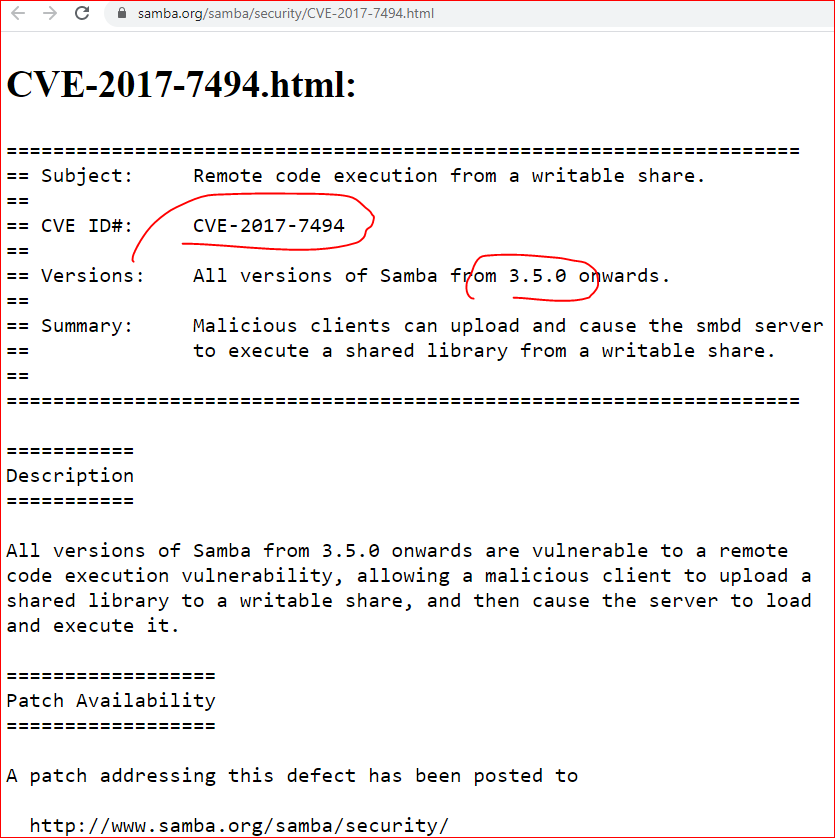 samba.org/samba/security/CVE-2017-7494.html
CVE-2017-7494.html:
====================================================================
== Subject:     Remote code execution from a writable share.
==
== CVE ID#:     CVE-2017-7494
==
== Versions:    All versions of Samba from 3.5.0 onwards.
==
== Summary:     Malicious clients can upload and cause the smbd server
==              to execute a shared library from a writable share.
==
====================================================================
===========
Description
===========
All versions of Samba from 3.5.0 onwards are vulnerable to a remote
code execution vulnerability, allowing a malicious client to upload a
shared library to a writable share, and then cause the server to load
and execute it.
==================
Patch Availability
==================
A patch addressing this defect has been posted to
http://www.samba.org/samba/security/